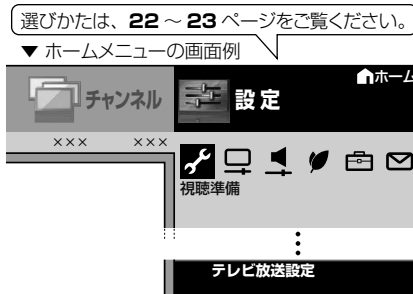 選びかたは、22～23ページをご覧ください。
▼ ホームメニューの画面例
チャンネル
設定
ホーム
××× ×××
視聴準備
テレビ放送設定